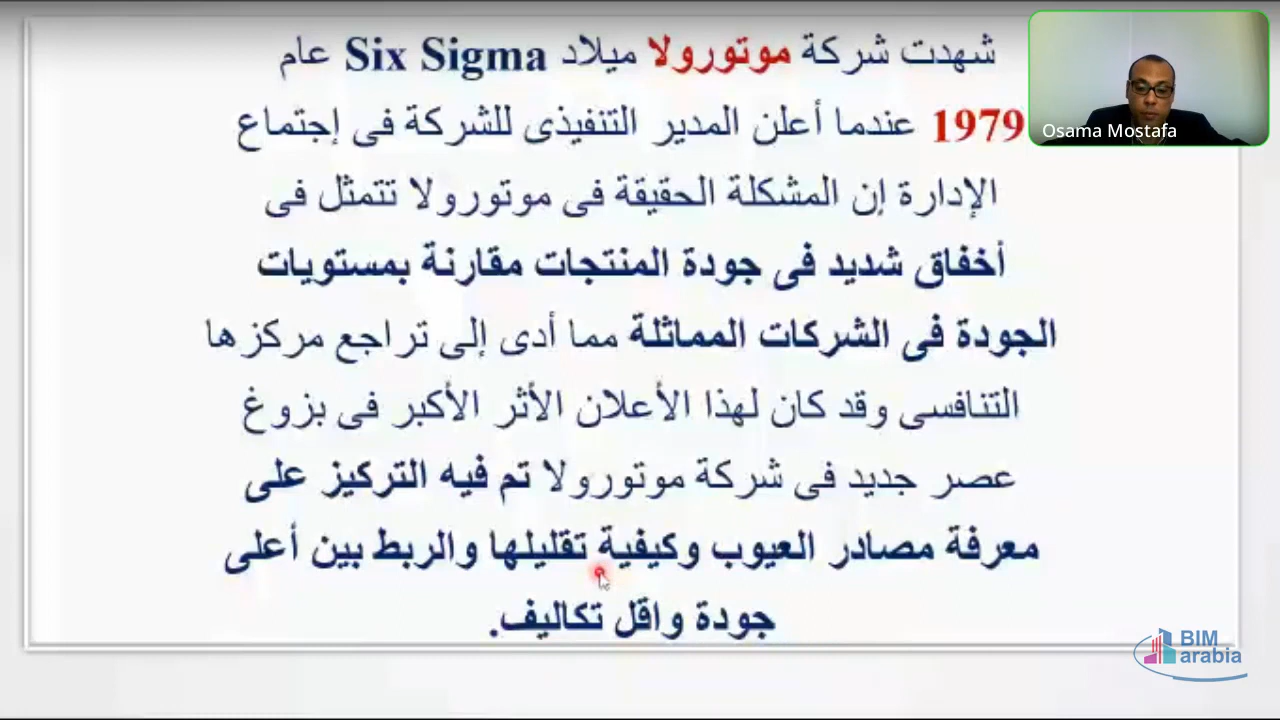 شهدت شركة موتورولا ميلاد Six Sigma عام
1979 عندما أعلن المدير التنفيذى للشركة فى إجتماع
الإدارة إن المشكلة الحقيقة فى موتورولا تتمثل فى
أخفاق شديد فى جودة المنتجات مقارنة بمستويات
الجودة فى الشركات المماثلة مما أدى إلى تراجع مركزها
التنافسى وقد كان لهذا الأعلان الأثر الأكبر فى بزوغ
عصر جديد فى شركة موتورولا تم فيه التركيز على
معرفة مصادر العيوب وكيفية تقليلها والربط بين أعلى
جودة واقل تكاليف.
Osama Mostafa
BIM
arabia